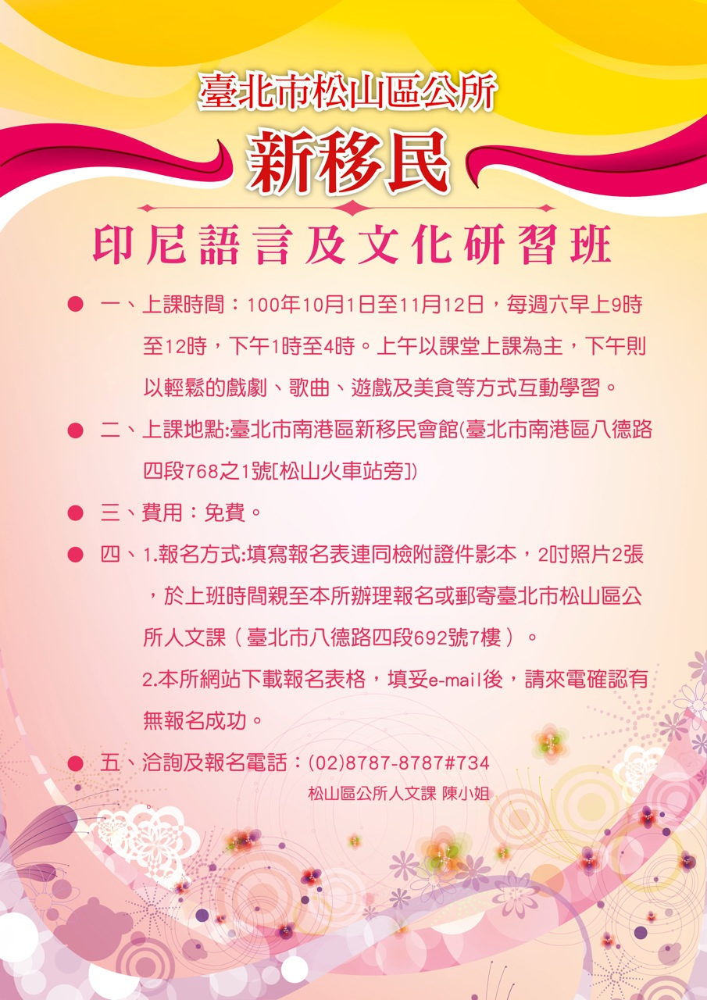 臺北市松山區公所
新移民
印尼語言及文化研習班
● 一、上課時間：100年10月1日至11月12日，每週六早上9時
至12時，下午1時至4時。上午以課堂上課為主，下午則
以輕鬆的戲劇、歌曲、遊戲及美食等方式互動學習。
● 二、上課地點:臺北市南港區新移民會館(臺北市南港區八德路
四段768之1號[松山火車站旁])
● 三、費用：免費。
● 四、1.報名方式:填寫報名表連同檢附證件影本，2吋照片2張
，於上班時間親至本所辦理報名或郵寄臺北市松山區公
所人文課（臺北市八德路四段692號7樓）。
2.本所網站下載報名表格，填妥e-mail後，請來電確認有
無報名成功。
● 五、洽詢及報名電話：(02)8787-8787#734
松山區公所人文課 陳小姐
。